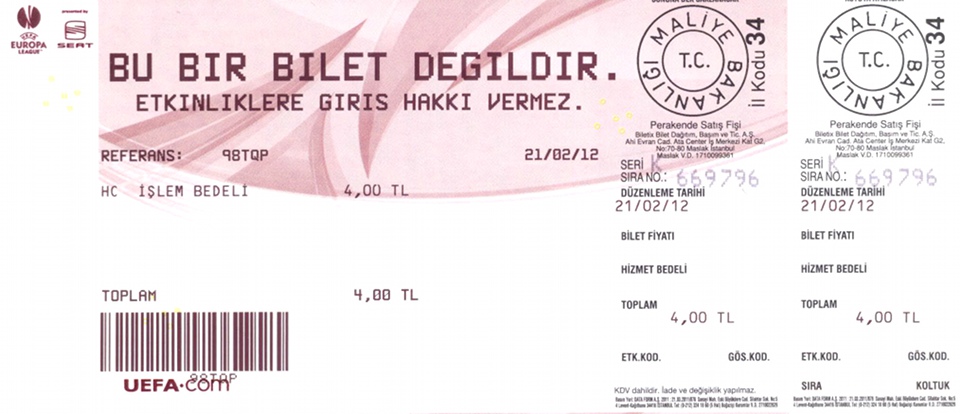 UEFA
EUROPA
LEAGUE
presented by
SEAT
BU BIR BILET DEGILDIR.
ETKINLIKLERE GIRIS HAKKI VERMEZ.
REFERANS: 98TQP 21/02/12
HC İŞLEM BEDELİ 4,00 TL
TOPLAM 4,00 TL
98TQP
UEFA.com
MALİYE BAKANLIĞI
T.C.
İl Kodu 34
Perakende Satış Fişi
Biletix Bilet Dağıtım, Basım ve Tic. A.Ş.
Ahi Evran Cad. Ata Center İş Merkezi Kat G2,
No:70-80 Maslak İstanbul
Maslak V.D. 1710099361
SERİ K
SIRA NO.: 669796
DÜZENLEME TARİHİ
21/02/12
BİLET FİYATI
HİZMET BEDELİ
TOPLAM
4,00 TL
ETK.KOD. GÖS.KOD.
KDV dahildir. İade ve değişiklik yapılmaz.
MALİYE BAKANLIĞI
T.C.
İl Kodu 34
Perakende Satış Fişi
Biletix Bilet Dağıtım, Basım ve Tic. A.Ş.
Ahi Evran Cad. Ata Center İş Merkezi Kat G2,
No:70-80 Maslak İstanbul
Maslak V.D. 1710099361
SERİ K
SIRA NO.: 669796
DÜZENLEME TARİHİ
21/02/12
BİLET FİYATI
HİZMET BEDELİ
TOPLAM
4,00 TL
ETK.KOD. GÖS.KOD.
SIRA KOLTUK